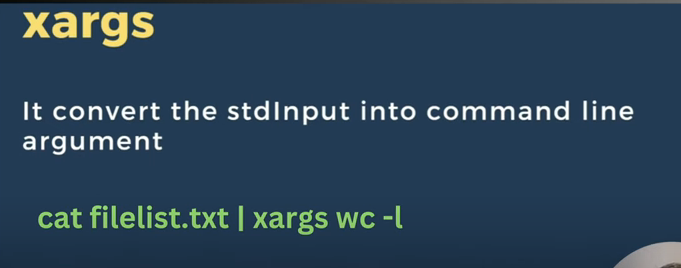 xargs
It convert the stdInput into command line
argument
cat filelist.txt | xargs wc -l